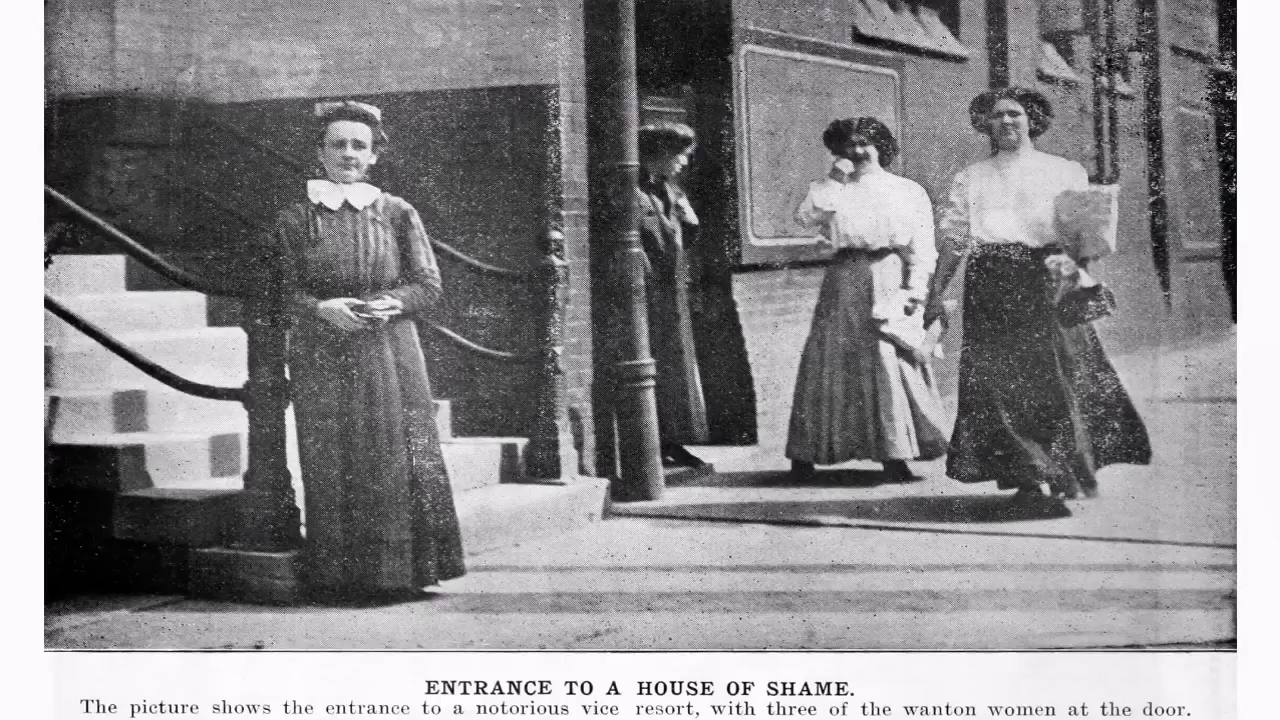 ENTRANCE TO A HOUSE OF SHAME.
The picture shows the entrance to a notorious vice resort, with three of the wanton women at the door.